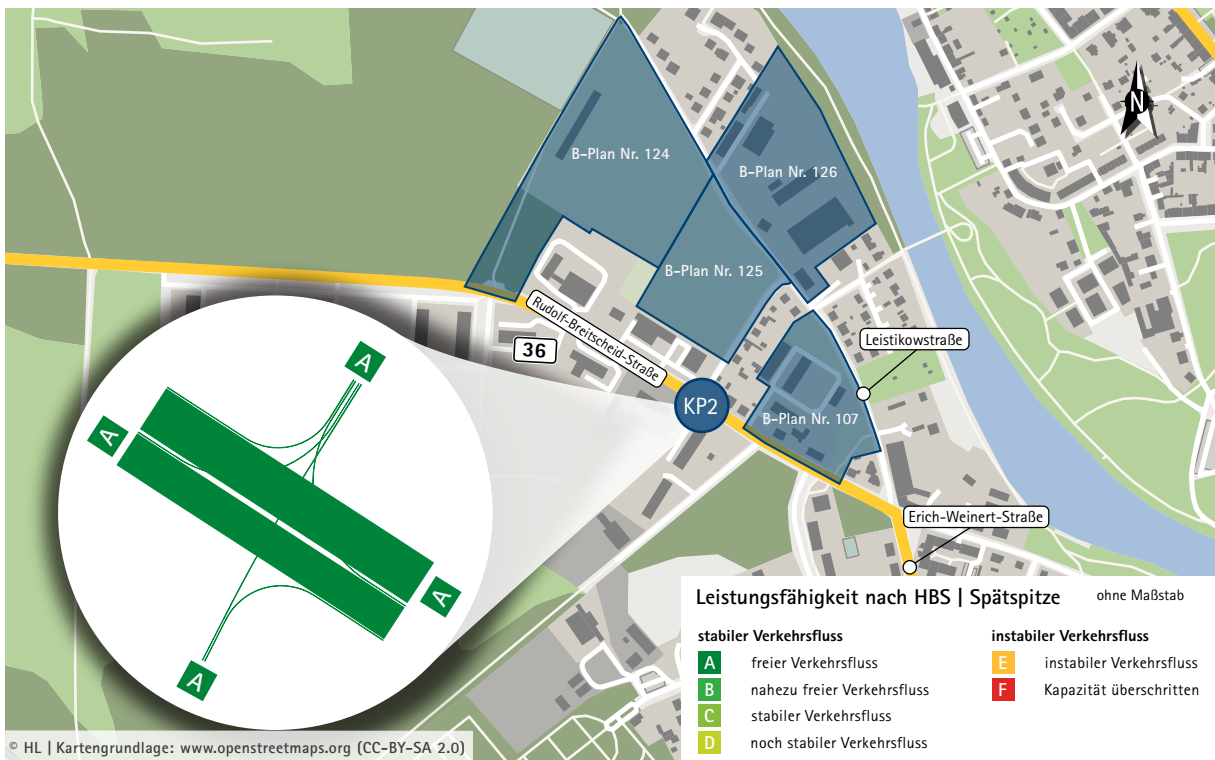 B-Plan Nr. 124
B-Plan Nr. 126
N
B-Plan Nr. 125
Rudolf-Breitscheid-Straße
36
Leistikowstraße
KP2
B-Plan Nr. 107
Erich-Weinert-Straße
A
A
A
A
Leistungsfähigkeit nach HBS | Spätspitze ohne Maßstab
stabiler Verkehrsfluss
A freier Verkehrsfluss
B nahezu freier Verkehrsfluss
C stabiler Verkehrsfluss
D noch stabiler Verkehrsfluss
instabiler Verkehrsfluss
E instabiler Verkehrsfluss
F Kapazität überschritten
© HL | Kartengrundlage: www.openstreetmaps.org (CC-BY-SA 2.0)